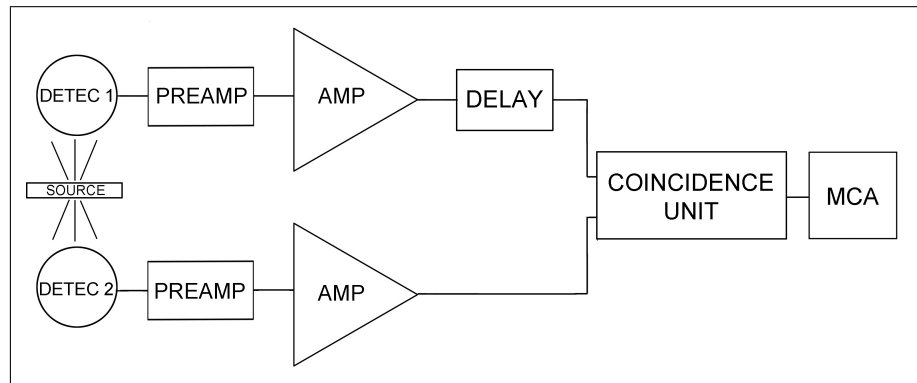 DETEC 1
PREAMP
AMP
DELAY
SOURCE
COINCIDENCE
UNIT
MCA
DETEC 2
PREAMP
AMP